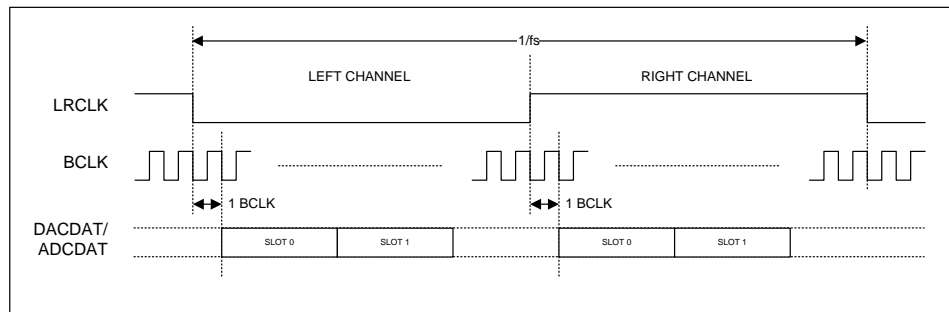 1/fs
LEFT CHANNEL RIGHT CHANNEL
LRCLK
BCLK
1 BCLK 1 BCLK
DACDAT/
ADCDAT
SLOT 0 SLOT 1 SLOT 0 SLOT 1